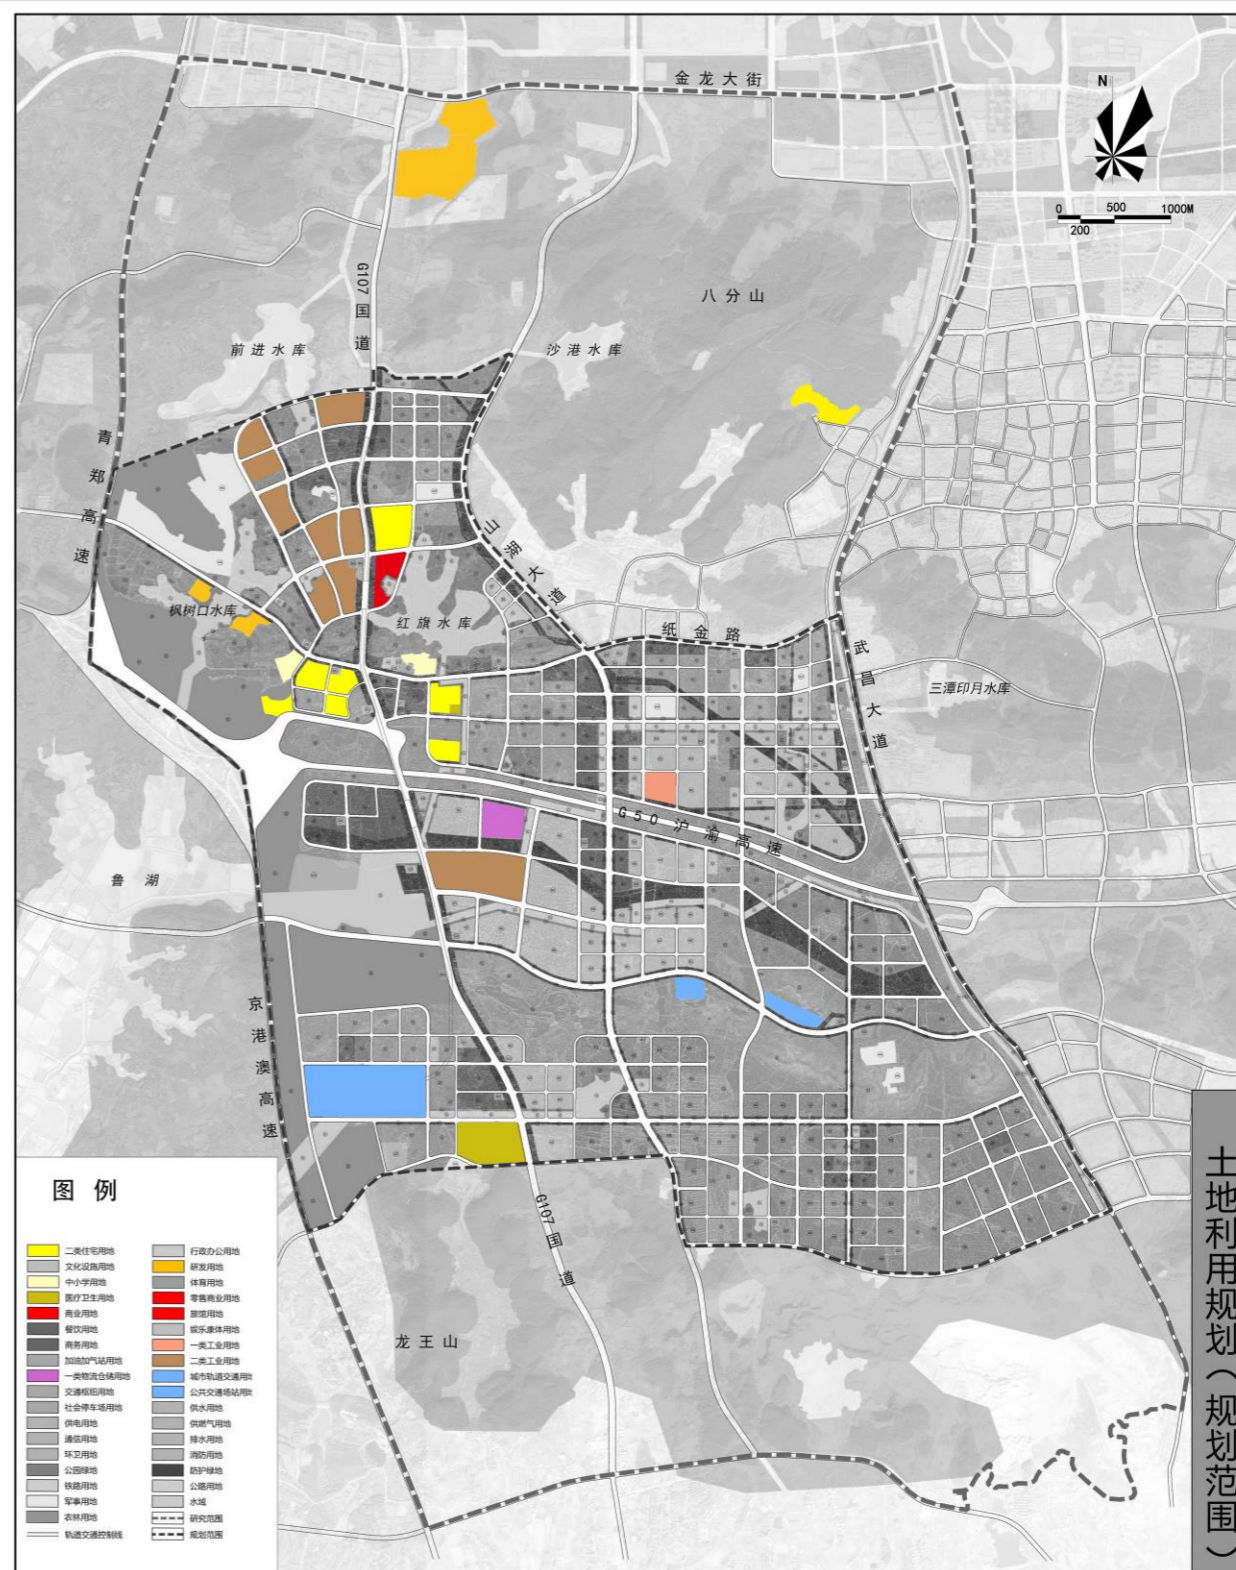 金龙大街
N
0 500 1000M
200
G107国道
八分山
前进水库
沙港水库
青郑高速
山湖大道
枫树口水库
红旗水库
纸金路
武昌大道
三潭印月水库
G50沪渝高速
鲁湖
京港澳高速
G107国道
龙王山
土地利用规划（规划范围）
图例
二类住宅用地
行政办公用地
文化设施用地
研发用地
中小学用地
体育用地
医疗卫生用地
零售商业用地
商业用地
旅馆用地
餐饮用地
娱乐康体用地
商务用地
一类工业用地
加油加气站用地
二类工业用地
一类物流仓储用地
城市轨道交通用地
交通枢纽用地
公共交通场站用地
社会停车场用地
供水用地
供电用地
供燃气用地
通信用地
排水用地
环卫用地
消防用地
公园绿地
防护绿地
铁路用地
公路用地
军事用地
水域
农林用地
研究范围
轨道交通控制线
规划范围